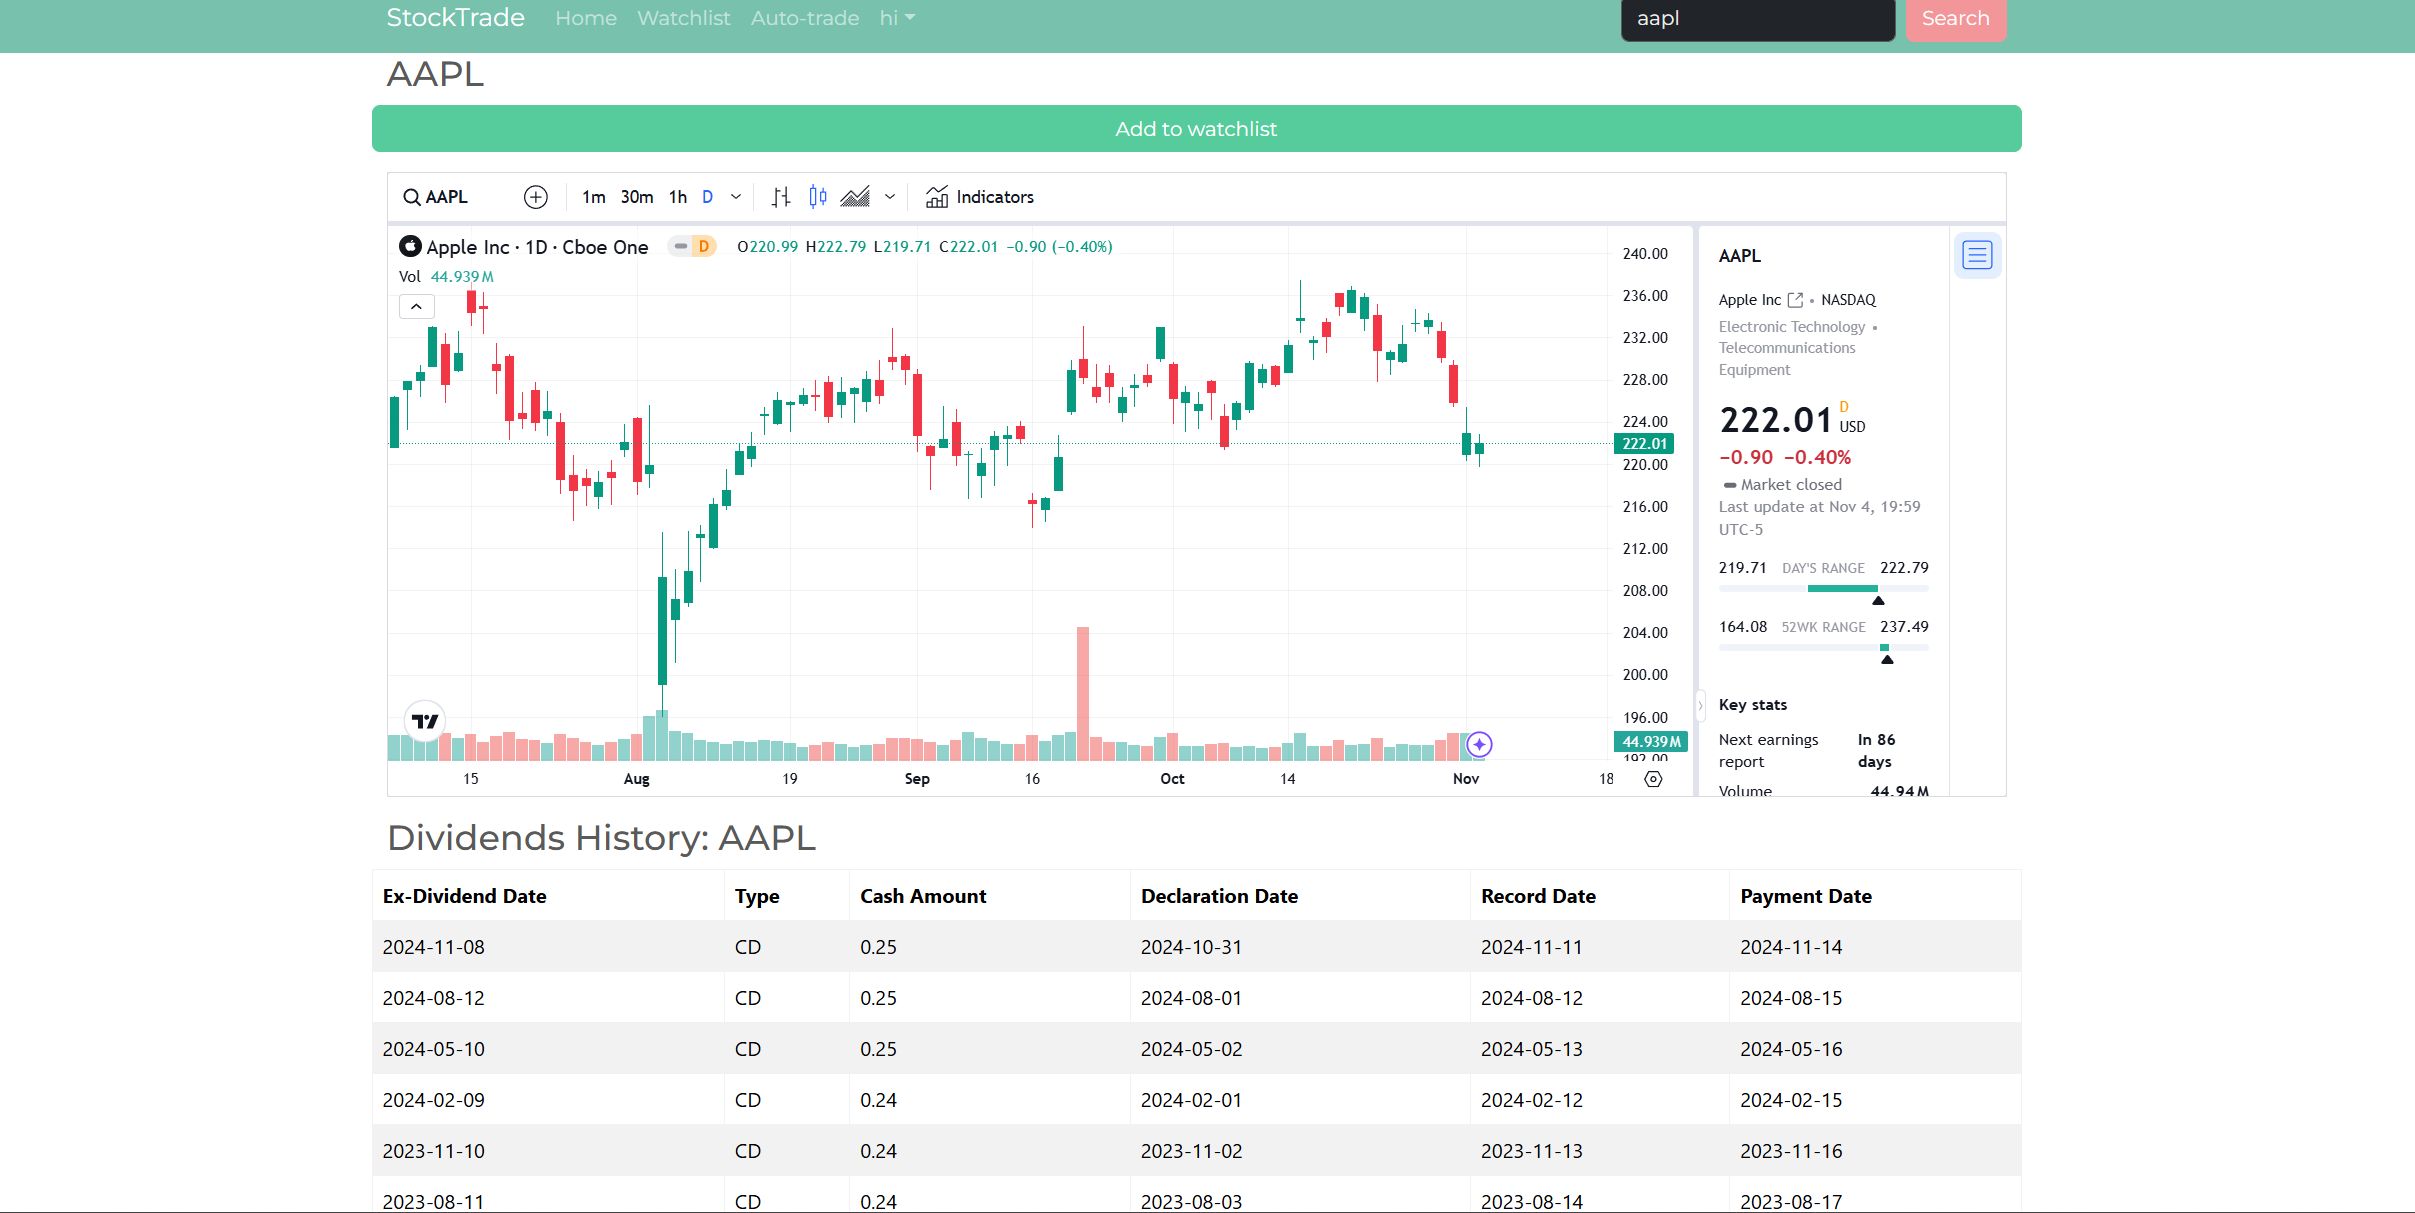 StockTrade Home Watchlist Auto-trade hi aapl Search
AAPL
Add to watchlist
AAPL 1m 30m 1h D Indicators
Apple Inc · 1D · Cboe One D O220.99 H222.79 L219.71 C222.01 −0.90 (−0.40%)
Vol 44.939M
240.00
236.00
232.00
228.00
224.00
222.01
220.00
216.00
212.00
208.00
204.00
200.00
196.00
44.939M
192.00
15 Aug 19 Sep 16 Oct 14 Nov 18
AAPL
Apple Inc • NASDAQ
Electronic Technology •
Telecommunications
Equipment
222.01 D USD
−0.90 −0.40%
Market closed
Last update at Nov 4, 19:59
UTC-5
219.71 DAY'S RANGE 222.79
164.08 52WK RANGE 237.49
Key stats
Next earnings report In 86 days
Volume 44.94M
Dividends History: AAPL
Ex-Dividend Date Type Cash Amount Declaration Date Record Date Payment Date
2024-11-08 CD 0.25 2024-10-31 2024-11-11 2024-11-14
2024-08-12 CD 0.25 2024-08-01 2024-08-12 2024-08-15
2024-05-10 CD 0.25 2024-05-02 2024-05-13 2024-05-16
2024-02-09 CD 0.24 2024-02-01 2024-02-12 2024-02-15
2023-11-10 CD 0.24 2023-11-02 2023-11-13 2023-11-16
2023-08-11 CD 0.24 2023-08-03 2023-08-14 2023-08-17